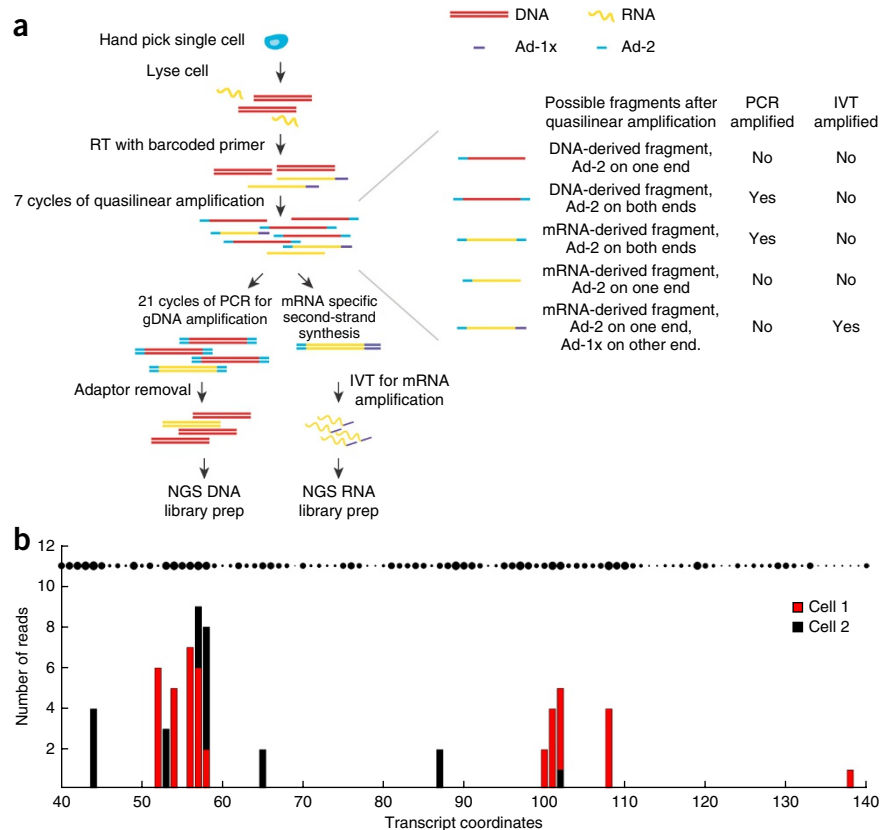 a
DNA
RNA
Ad-1x
Ad-2
Hand pick single cell
Lyse cell
RT with barcoded primer
7 cycles of quasilinear amplification
21 cycles of PCR for
gDNA amplification
mRNA specific
second-strand
synthesis
Adaptor removal
IVT for mRNA
amplification
NGS DNA
library prep
NGS RNA
library prep
Possible fragments after
quasilinear amplification
PCR
amplified
IVT
amplified
DNA-derived fragment,
Ad-2 on one end
No
No
DNA-derived fragment,
Ad-2 on both ends
Yes
No
mRNA-derived fragment,
Ad-2 on both ends
Yes
No
mRNA-derived fragment,
Ad-2 on one end
No
No
mRNA-derived fragment,
Ad-2 on one end,
Ad-1x on other end.
No
Yes
b
Number of reads
12
10
8
6
4
2
Cell 1
Cell 2
40 50 60 70 80 90 100 110 120 130 140
Transcript coordinates